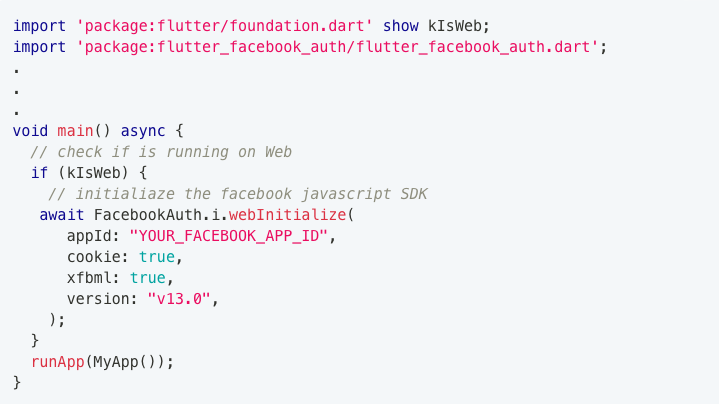 import 'package:flutter/foundation.dart' show kIsWeb;
import 'package:flutter_facebook_auth/flutter_facebook_auth.dart';
.
.
.
void main() async {
  // check if is running on Web
  if (kIsWeb) {
    // initialiaze the facebook javascript SDK
   await FacebookAuth.i.webInitialize(
      appId: "YOUR_FACEBOOK_APP_ID",
      cookie: true,
      xfbml: true,
      version: "v13.0",
    );
  }
  runApp(MyApp());
}